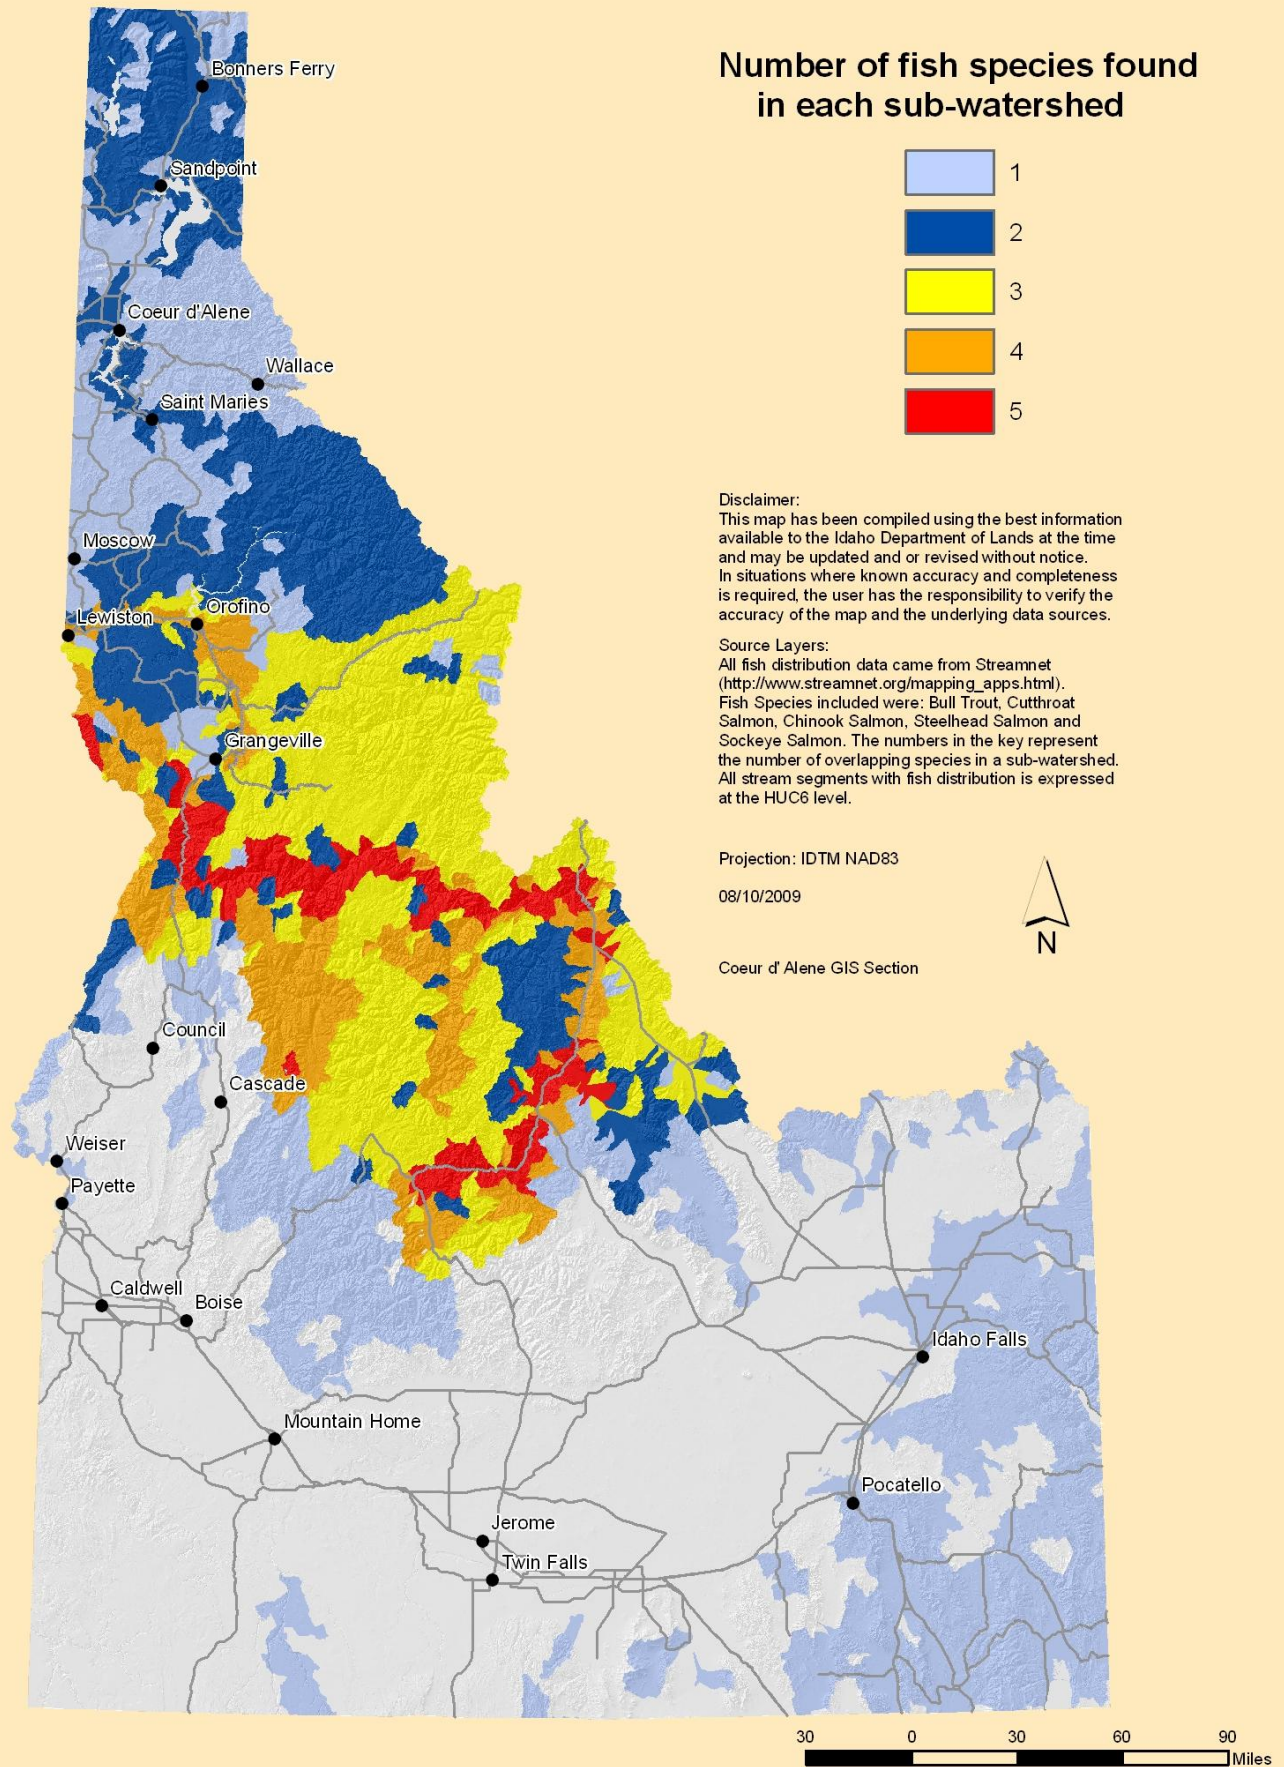 Number of fish species found
in each sub-watershed
1
2
3
4
5
Bonners Ferry
Sandpoint
Coeur d'Alene
Wallace
Saint Maries
Moscow
Orofino
Lewiston
Grangeville
Council
Cascade
Weiser
Payette
Caldwell
Boise
Idaho Falls
Mountain Home
Pocatello
Jerome
Twin Falls
Disclaimer:
This map has been compiled using the best information
available to the Idaho Department of Lands at the time
and may be updated and or revised without notice.
In situations where known accuracy and completeness
is required, the user has the responsibility to verify the
accuracy of the map and the underlying data sources.
Source Layers:
All fish distribution data came from Streamnet
(http://www.streamnet.org/mapping_apps.html).
Fish Species included were: Bull Trout, Cutthroat
Salmon, Chinook Salmon, Steelhead Salmon and
Sockeye Salmon. The numbers in the key represent
the number of overlapping species in a sub-watershed.
All stream segments with fish distribution is expressed
at the HUC6 level.
Projection: IDTM NAD83
08/10/2009
N
Coeur d' Alene GIS Section
30 0 30 60 90
Miles